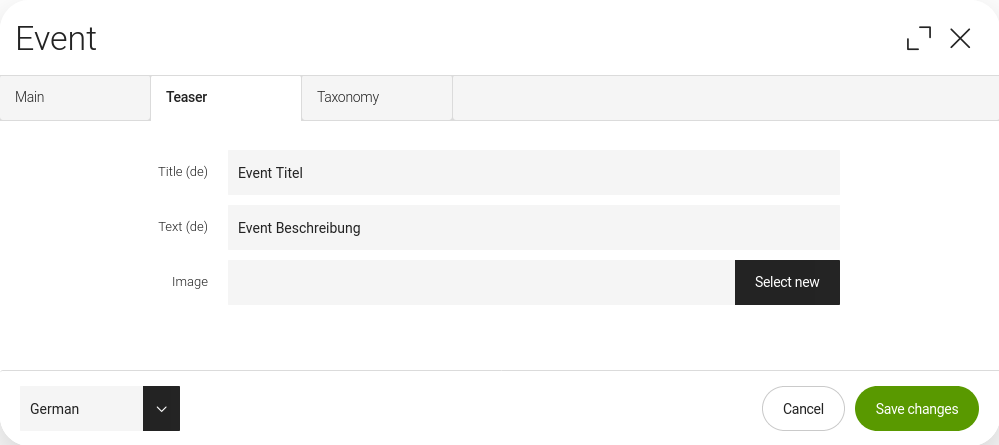 Event
Main Teaser Taxonomy
Title (de) Event Titel
Text (de) Event Beschreibung
Image Select new
German Cancel Save changes